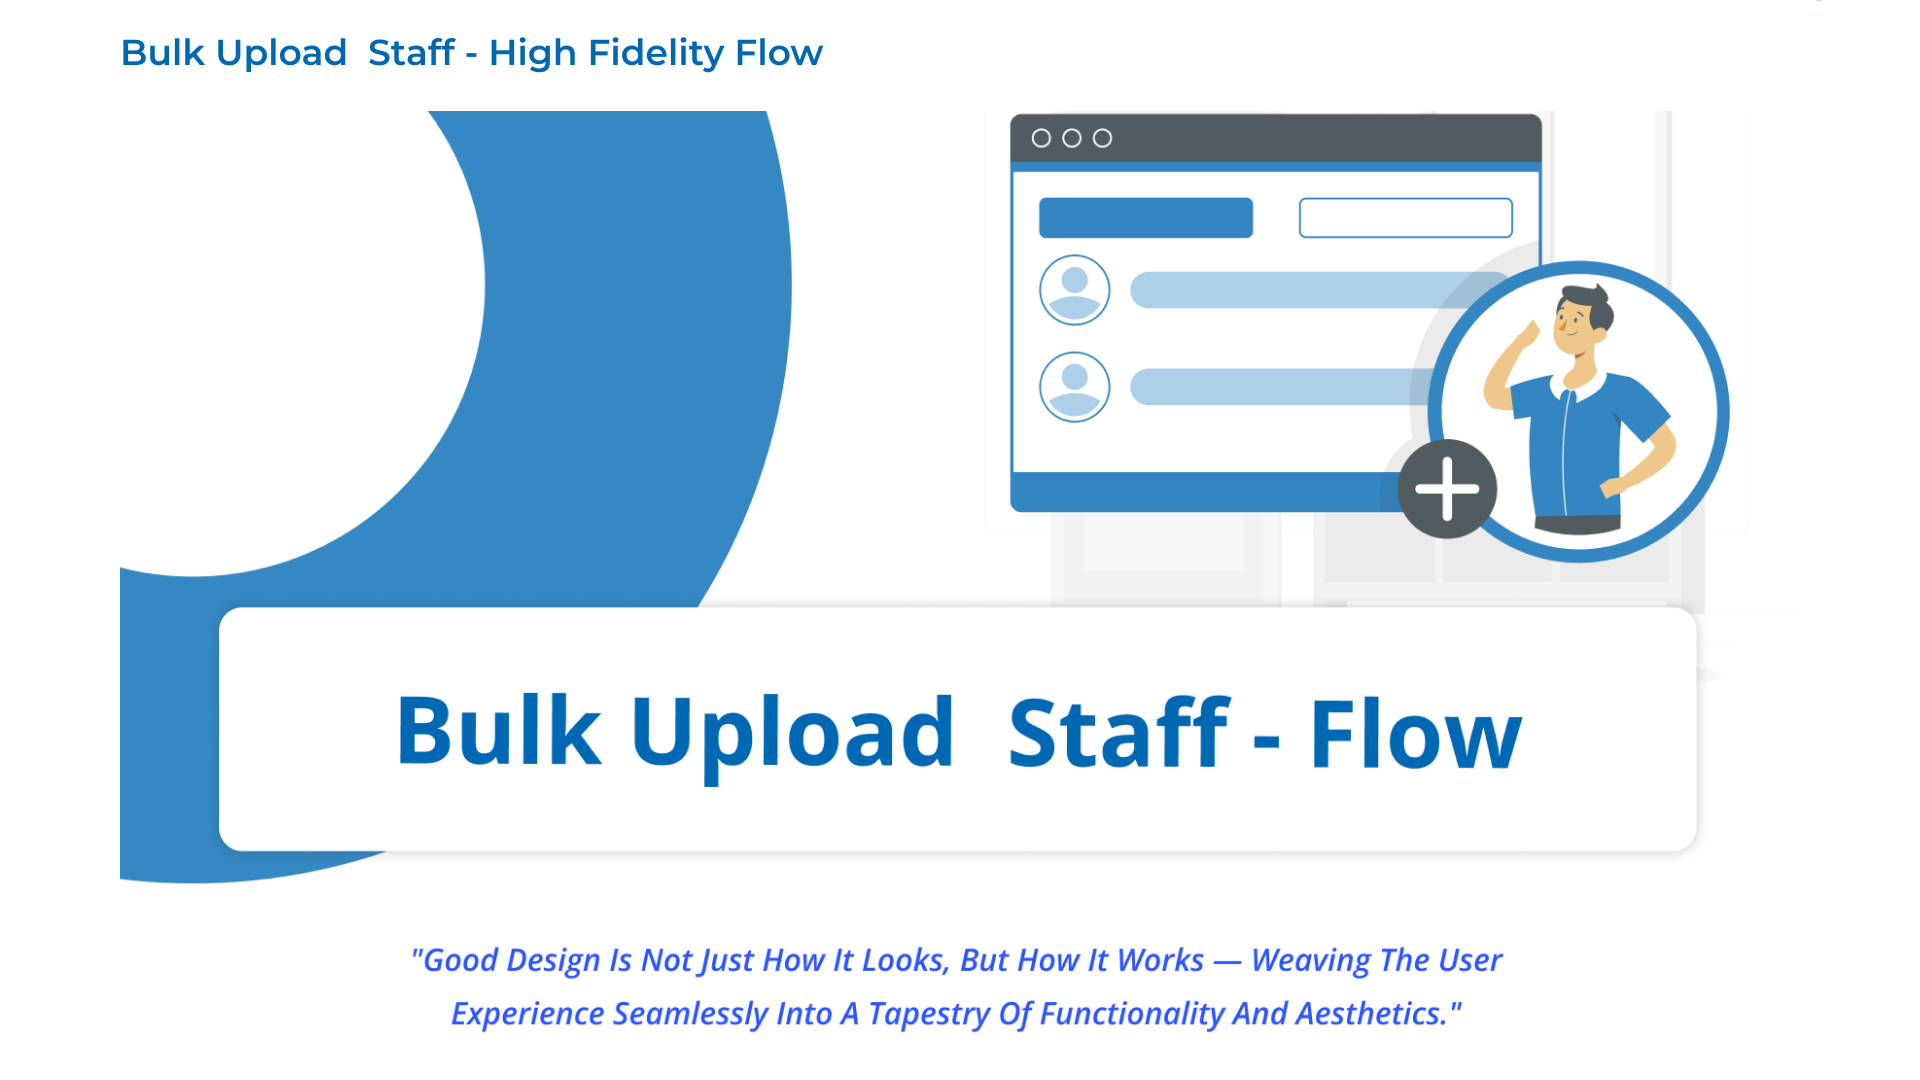 Bulk Upload  Staff - High Fidelity Flow
Bulk Upload  Staff - Flow
"Good Design Is Not Just How It Looks, But How It Works — Weaving The User
Experience Seamlessly Into A Tapestry Of Functionality And Aesthetics."